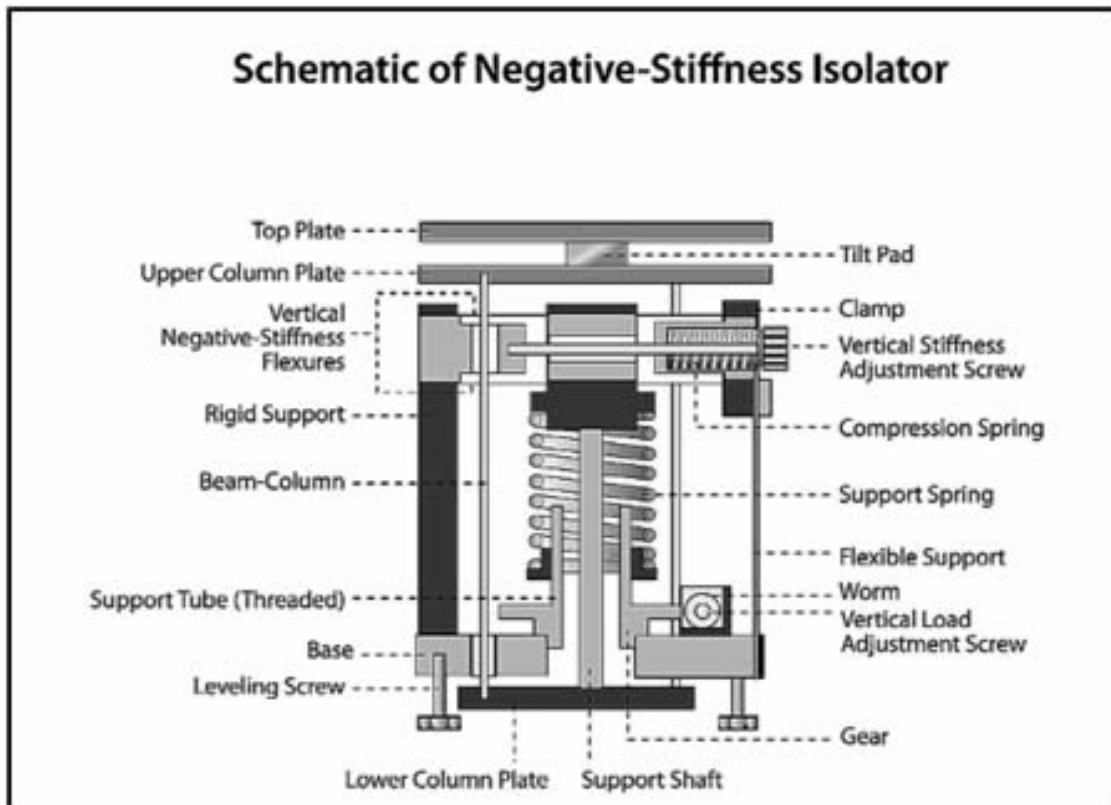 Schematic of Negative-Stiffness Isolator
Top Plate
Upper Column Plate
Vertical
Negative-Stiffness
Flexures
Rigid Support
Beam-Column
Support Tube (Threaded)
Base
Leveling Screw
Lower Column Plate
Support Shaft
Tilt Pad
Clamp
Vertical Stiffness
Adjustment Screw
Compression Spring
Support Spring
Flexible Support
Worm
Vertical Load
Adjustment Screw
Gear